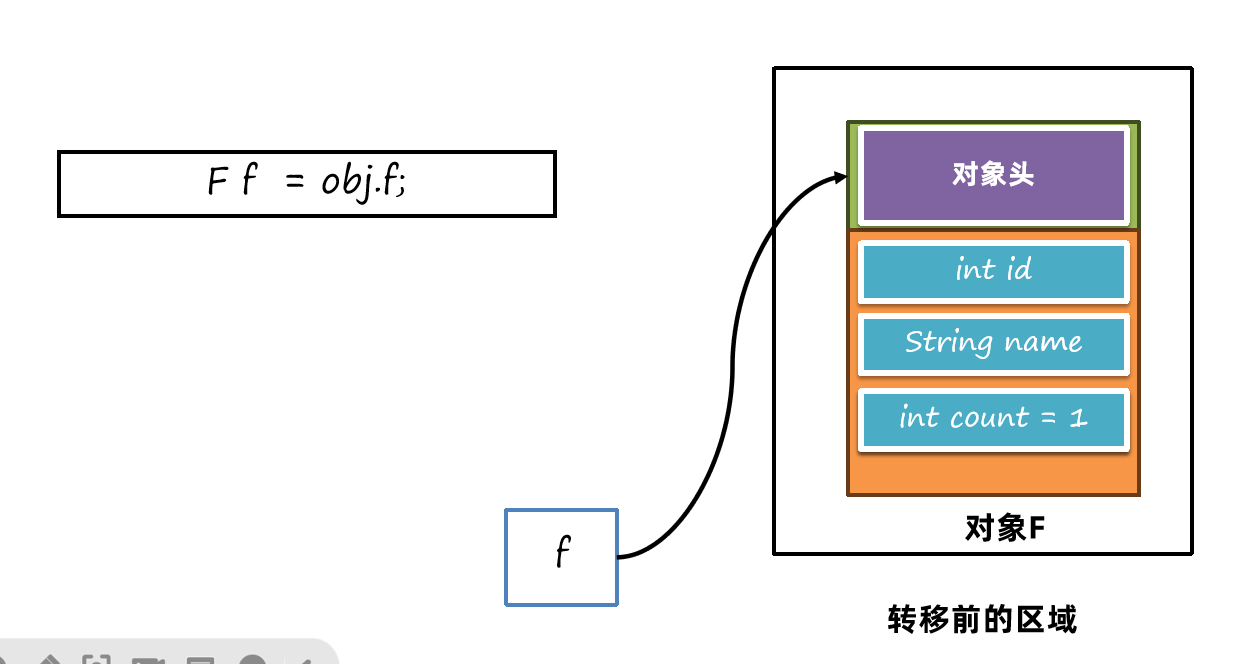 F f = obj.f;
对象头
int id
String name
int count = 1
对象F
f
转移前的区域